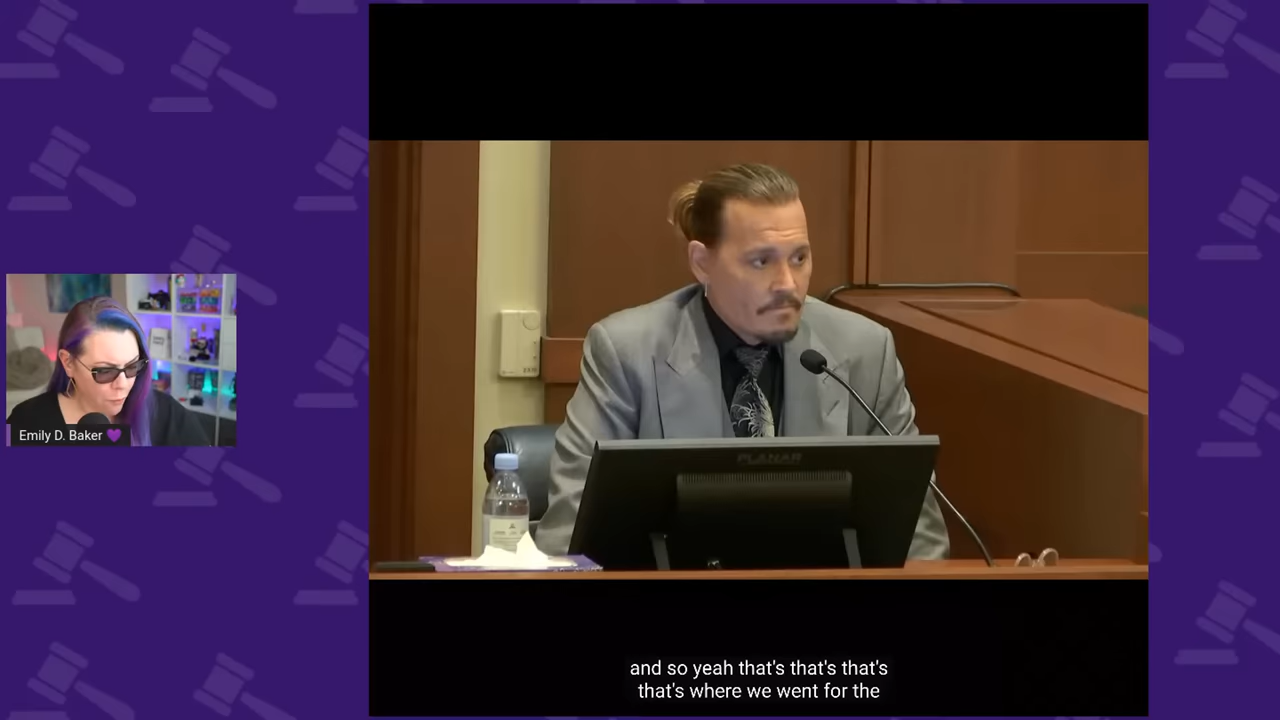 Emily D. Baker 💜
PLANAR
and so yeah that's that's that's
that's where we went for the